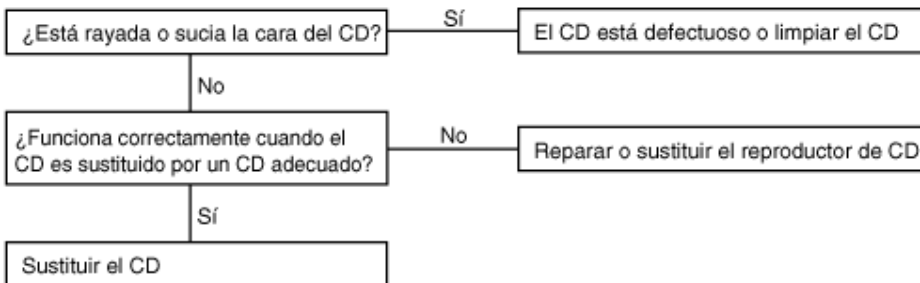 ¿Está rayada o sucia la cara del CD?
Sí
El CD está defectuoso o limpiar el CD
No
¿Funciona correctamente cuando el
CD es sustituido por un CD adecuado?
No
Reparar o sustituir el reproductor de CD
Sí
Sustituir el CD